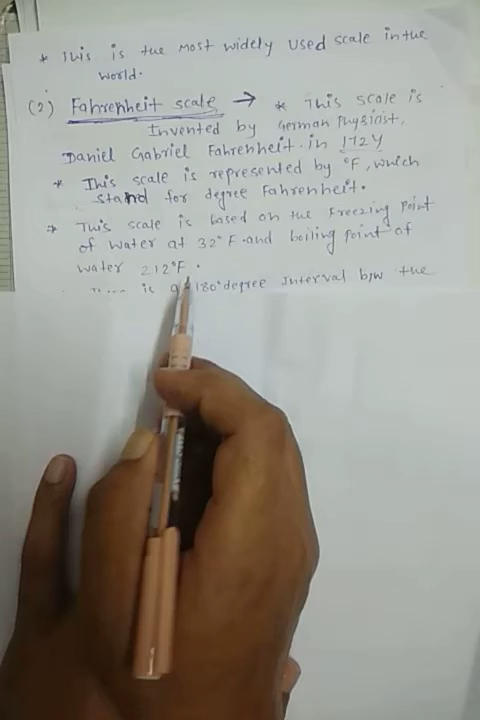 * This is the most widely used scale in the
world.
(2) Fahrenheit scale → * This scale is
Invented by German Physicist,
Daniel Gabriel Fahrenheit. in 1724
* This scale is represented by °F, which
stand for degree Fahrenheit.
* This scale is based on the Freezing Point
of water at 32°F. and boiling point of
water 212°F.
is 180° degree Interval b/w the